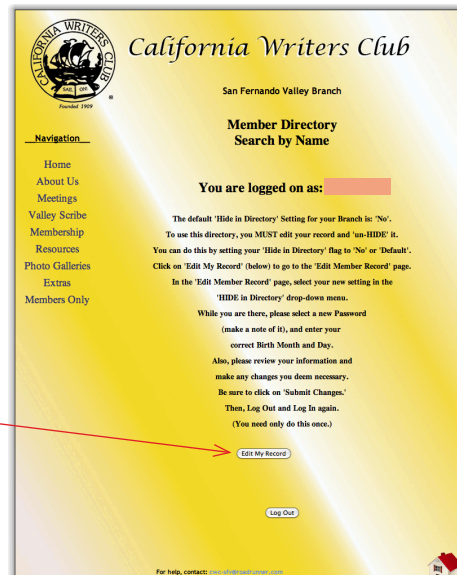 CALIFORNIA WRITERS CLUB
SAIL ON!
Founded 1909
California Writers Club
San Fernando Valley Branch
Navigation
Home
About Us
Meetings
Valley Scribe
Membership
Resources
Photo Galleries
Extras
Members Only
Member Directory
Search by Name
You are logged on as:
The default 'Hide in Directory' Setting for your Branch is: 'No'.
To use this directory, you MUST edit your record and 'un-HIDE' it.
You can do this by setting your 'Hide in Directory' flag to 'No' or 'Default'.
Click on 'Edit My Record' (below) to go to the 'Edit Member Record' page.
In the 'Edit Member Record' page, select your new setting in the
'HIDE in Directory' drop-down menu.
While you are there, please select a new Password
(make a note of it), and enter your
correct Birth Month and Day.
Also, please review your information and
make any changes you deem necessary.
Be sure to click on 'Submit Changes.'
Then, Log Out and Log In again.
(You need only do this once.)
Edit My Record
Log Out
For help, contact: cwc-sfv@roadrunner.com